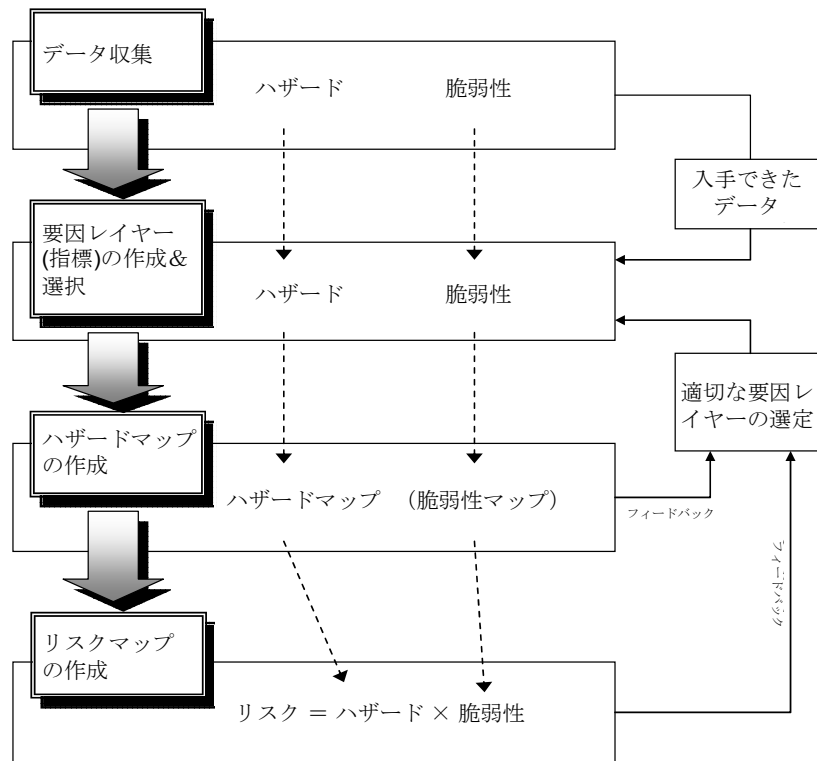 データ収集
ハザード
脆弱性
入手できた
データ
要因レイヤー
(指標)の作成＆
選択
ハザード
脆弱性
適切な要因レ
イヤーの選定
ハザードマップ
の作成
ハザードマップ
（脆弱性マップ）
フィードバック
フィードバック
リスクマップ
の作成
リスク ＝ ハザード × 脆弱性